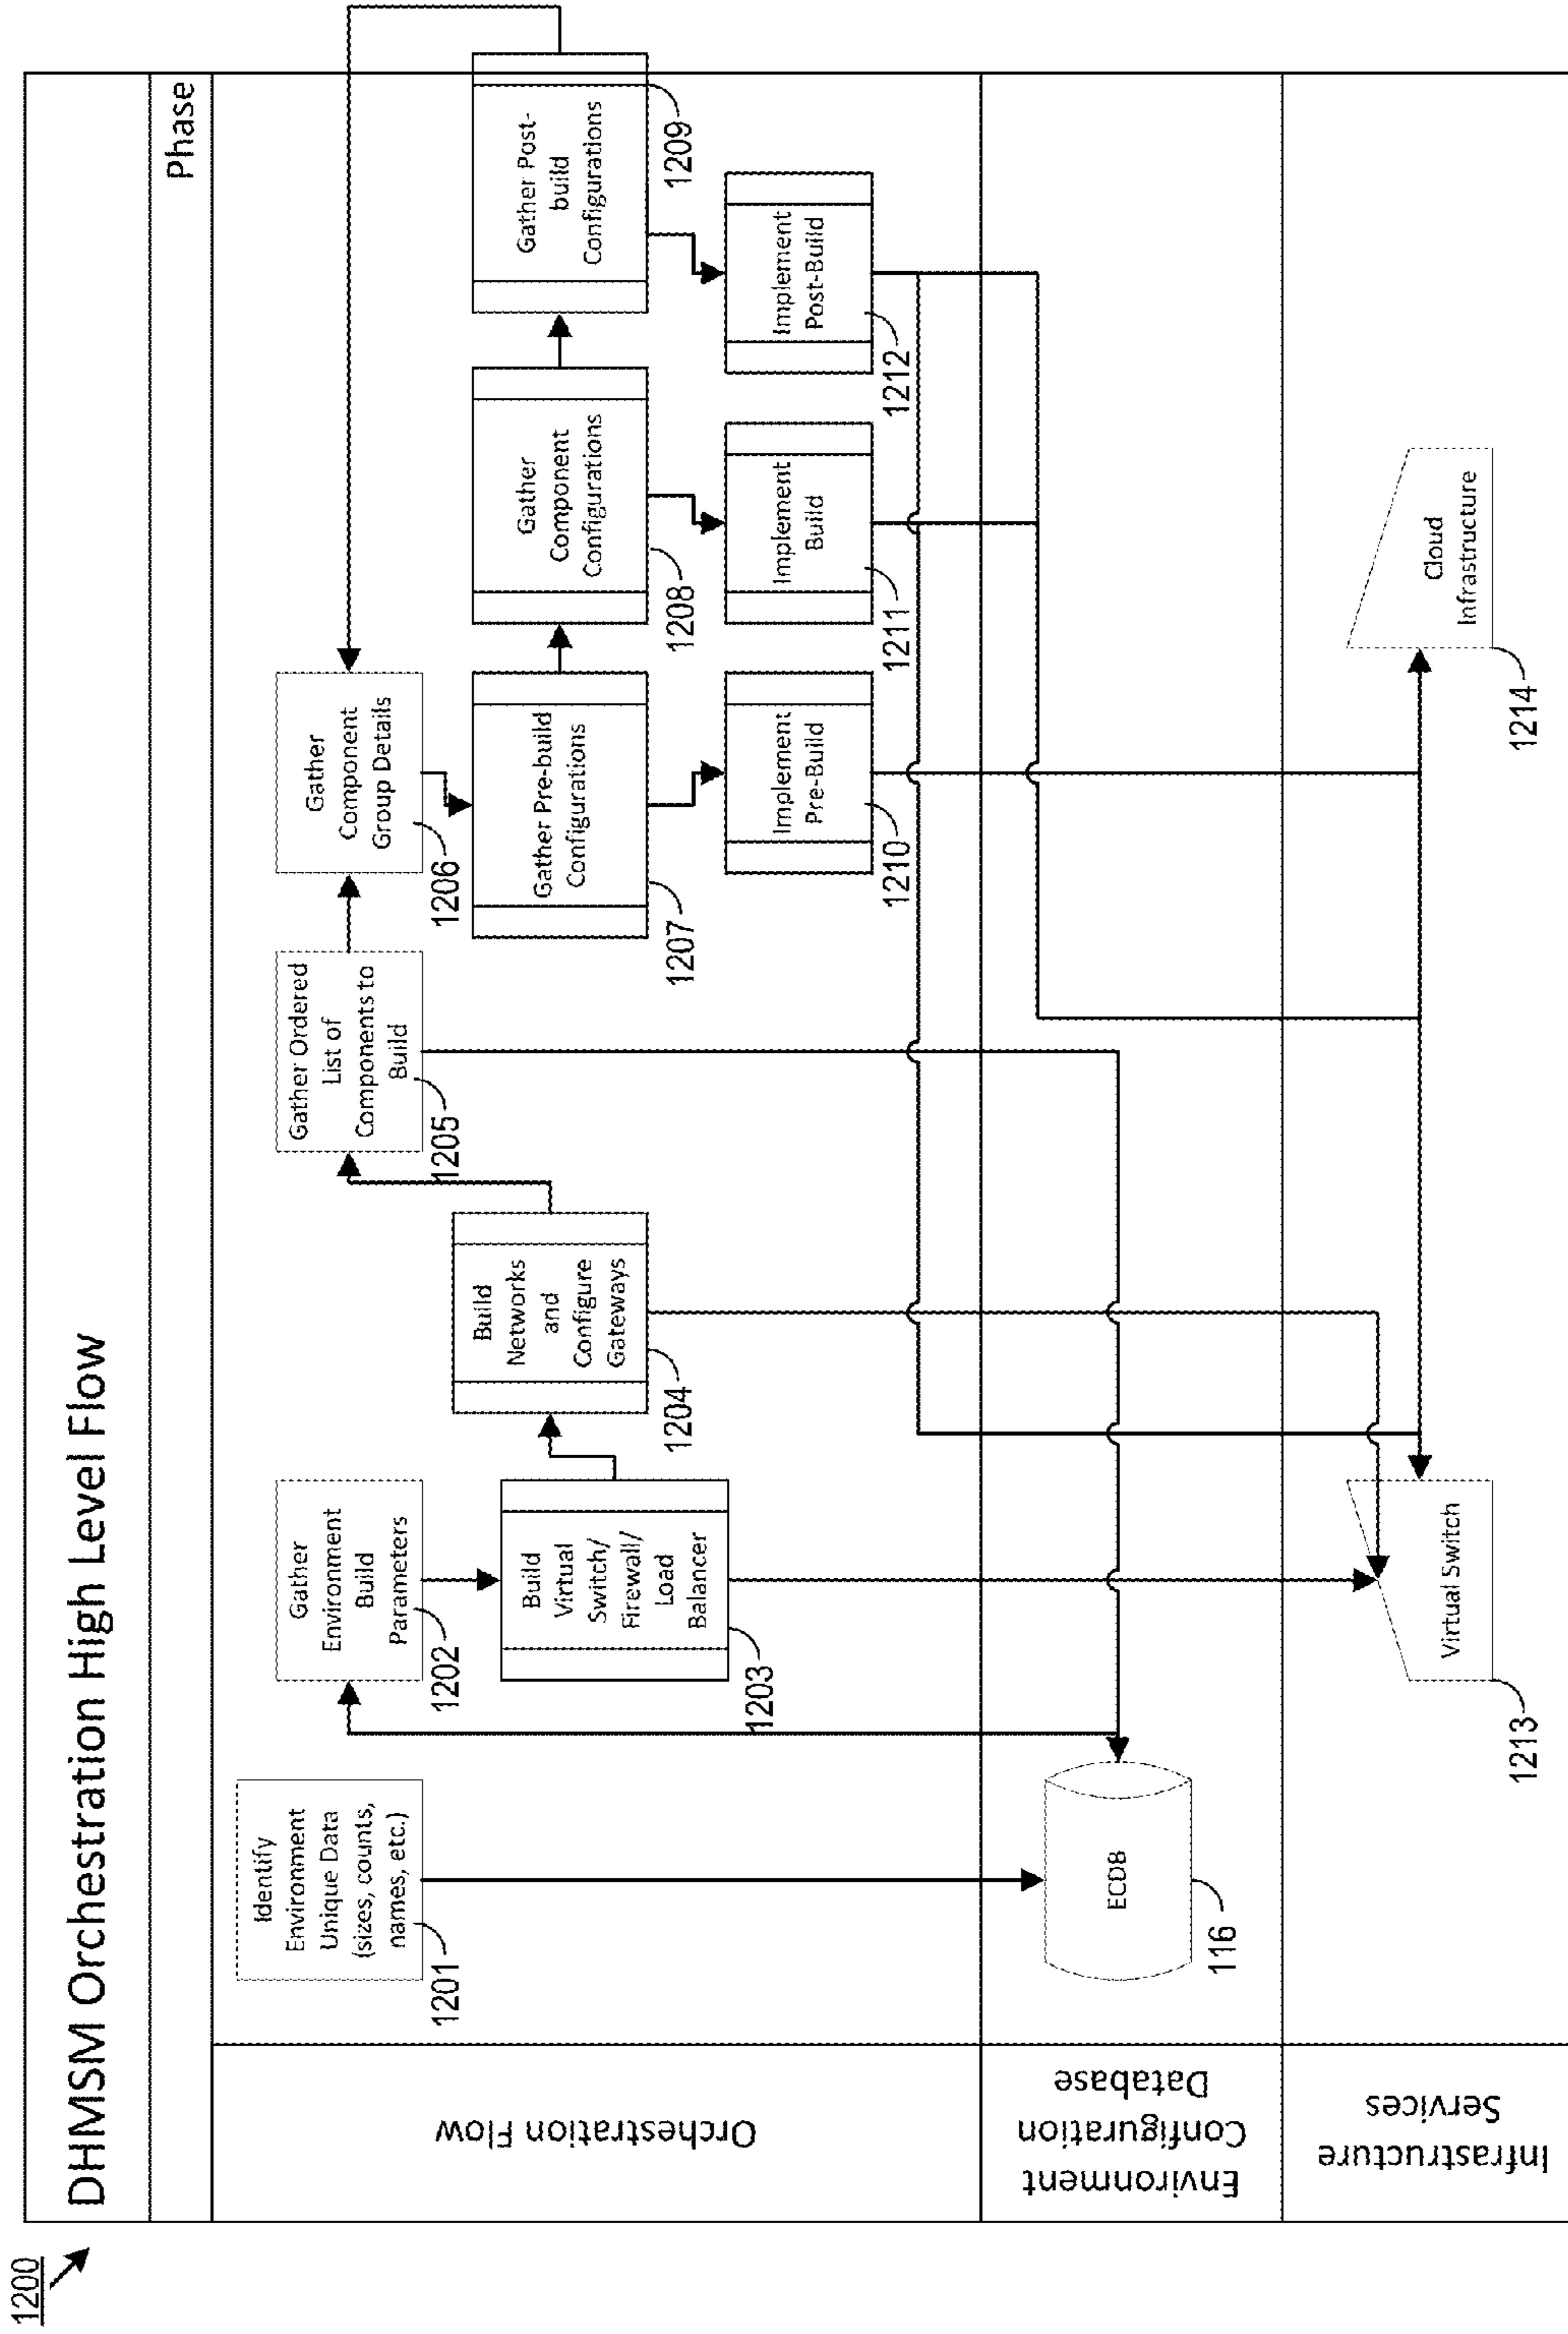 1200
DHMSM Orchestration High Level Flow
Phase
Orchestration Flow
Identify
Environment
Unique Data
(sizes, counts,
names, etc.)
1201
Gather
Environment
Build
Parameters
1202
Build
Virtual
Switch/
Firewall/
Load
Balancer
1203
Build
Networks
and
Configure
Gateways
1204
Gather Ordered
List of
Components to
Build
1205
Gather
Component
Group Details
1206
Gather Pre-build
Configurations
1207
Gather
Component
Configurations
1208
Gather Post-
build
Configurations
1209
Implement
Pre-Build
1210
Implement
Build
1211
Implement
Post-Build
1212
Environment
Configuration
Database
ECDB
116
Infrastructure
Services
Virtual Switch
1213
Cloud
Infrastructure
1214